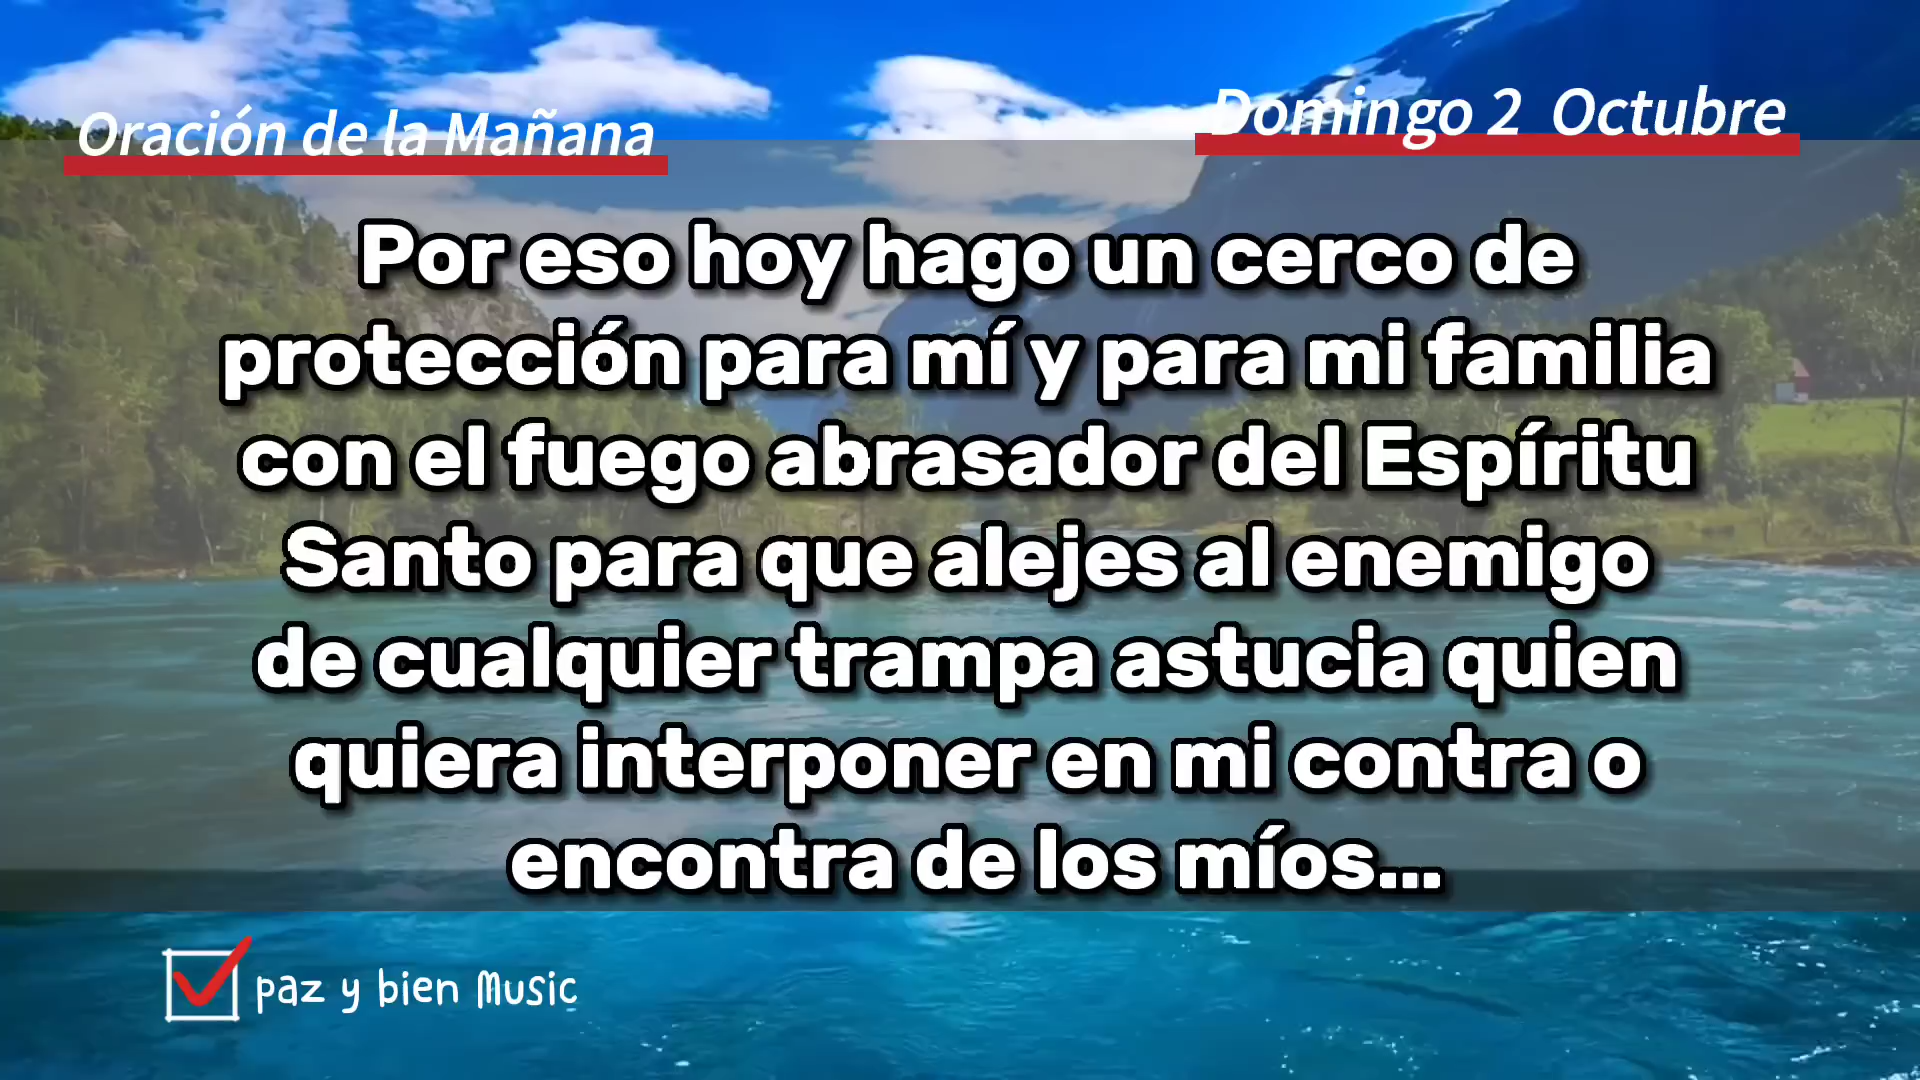 Oración de la Mañana
Domingo 2 Octubre
Por eso hoy hago un cerco de
protección para mí y para mi familia
con el fuego abrasador del Espíritu
Santo para que alejes al enemigo
de cualquier trampa astucia quien
quiera interponer en mi contra o
encontra de los míos...
paz y bien Music